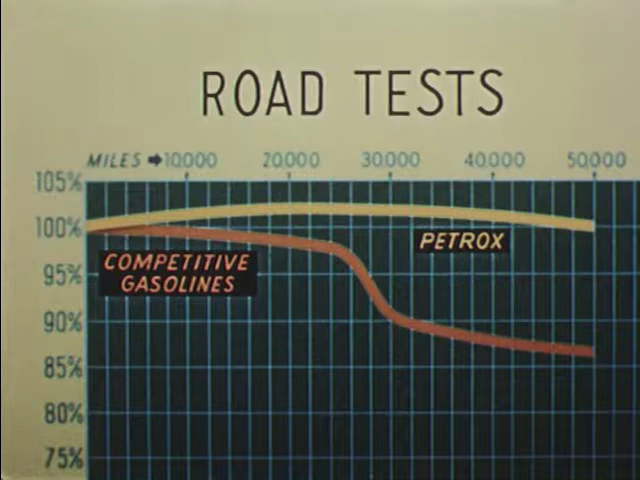 ROAD TESTS
MILES ➡ 10,000 20,000 30,000 40,000 50,000
105%
100%
PETROX
COMPETITIVE
GASOLINES
95%
90%
85%
80%
75%